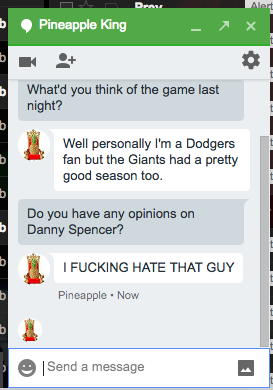 Prev
Alert
Pineapple King
What'd you think of the game last
night?
Well personally I'm a Dodgers
fan but the Giants had a pretty
good season too.
Do you have any opinions on
Danny Spencer?
I FUCKING HATE THAT GUY
Pineapple • Now
Send a message